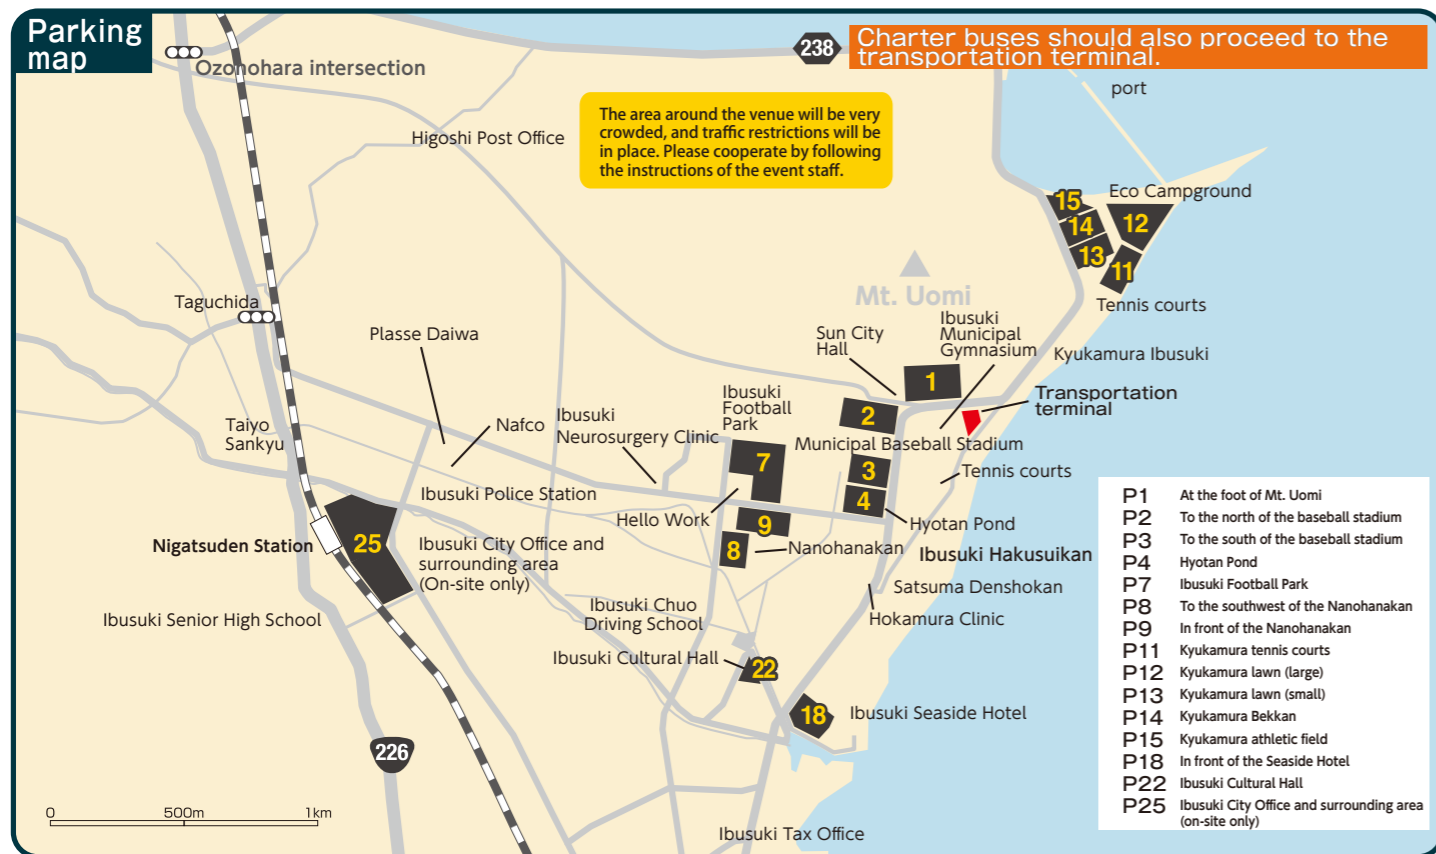 Parking
map
Ozonohara intersection
238
Charter buses should also proceed to the
transportation terminal.
port
The area around the venue will be very
crowded, and traffic restrictions will be
in place. Please cooperate by following
the instructions of the event staff.
Higoshi Post Office
Eco Campground
15
14
13
12
11
Tennis courts
Mt. Uomi
Taguchida
Plasse Daiwa
Sun City
Hall
Ibusuki
Municipal
Gymnasium
Kyukamura Ibusuki
1
Transportation
terminal
2
Ibusuki
Football
Park
Taiyo
Sankyu
Nafco
Ibusuki
Neurosurgery Clinic
Municipal Baseball Stadium
7
3
Tennis courts
Ibusuki Police Station
4
Hello Work
9
Hyotan Pond
Nigatsuden Station
25
Ibusuki City Office and
surrounding area
(On-site only)
8
Nanohanakan
Ibusuki Hakusuikan
Satsuma Denshokan
Ibusuki Senior High School
Ibusuki Chuo
Driving School
Hokamura Clinic
Ibusuki Cultural Hall
22
18
Ibusuki Seaside Hotel
226
0
500m
1km
Ibusuki Tax Office
P1 At the foot of Mt. Uomi
P2 To the north of the baseball stadium
P3 To the south of the baseball stadium
P4 Hyotan Pond
P7 Ibusuki Football Park
P8 To the southwest of the Nanohanakan
P9 In front of the Nanohanakan
P11 Kyukamura tennis courts
P12 Kyukamura lawn (large)
P13 Kyukamura lawn (small)
P14 Kyukamura Bekkan
P15 Kyukamura athletic field
P18 In front of the Seaside Hotel
P22 Ibusuki Cultural Hall
P25 Ibusuki City Office and surrounding area
(on-site only)